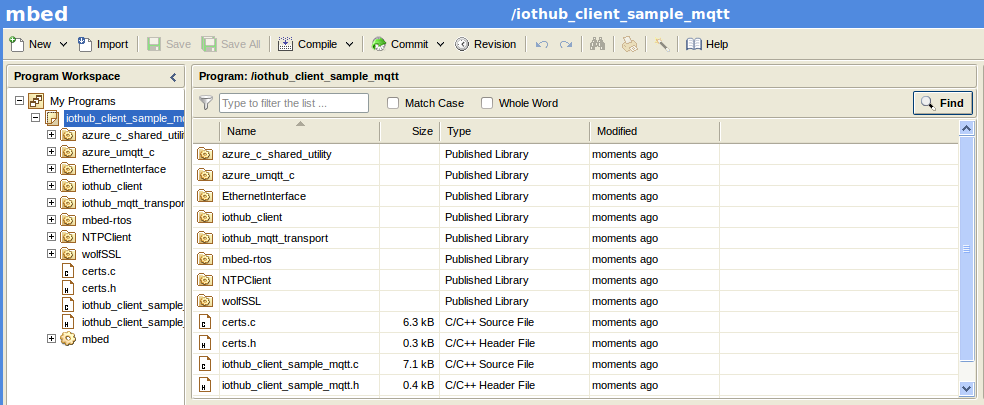 mbed /iothub_client_sample_mqtt
New Import Save Save All Compile Commit Revision Help
Program Workspace
My Programs
iothub_client_sample_m
azure_c_shared_utili
azure_umqtt_c
EthernetInterface
iothub_client
iothub_mqtt_transpor
mbed-rtos
NTPClient
wolfSSL
certs.c
certs.h
iothub_client_sample_
iothub_client_sample_
mbed
Program: /iothub_client_sample_mqtt
Type to filter the list ... Match Case Whole Word Find
Name Size Type Modified
azure_c_shared_utility Published Library moments ago
azure_umqtt_c Published Library moments ago
EthernetInterface Published Library moments ago
iothub_client Published Library moments ago
iothub_mqtt_transport Published Library moments ago
mbed-rtos Published Library moments ago
NTPClient Published Library moments ago
wolfSSL Published Library moments ago
certs.c 6.3 kB C/C++ Source File moments ago
certs.h 0.3 kB C/C++ Header File moments ago
iothub_client_sample_mqtt.c 7.1 kB C/C++ Source File moments ago
iothub_client_sample_mqtt.h 0.4 kB C/C++ Header File moments ago